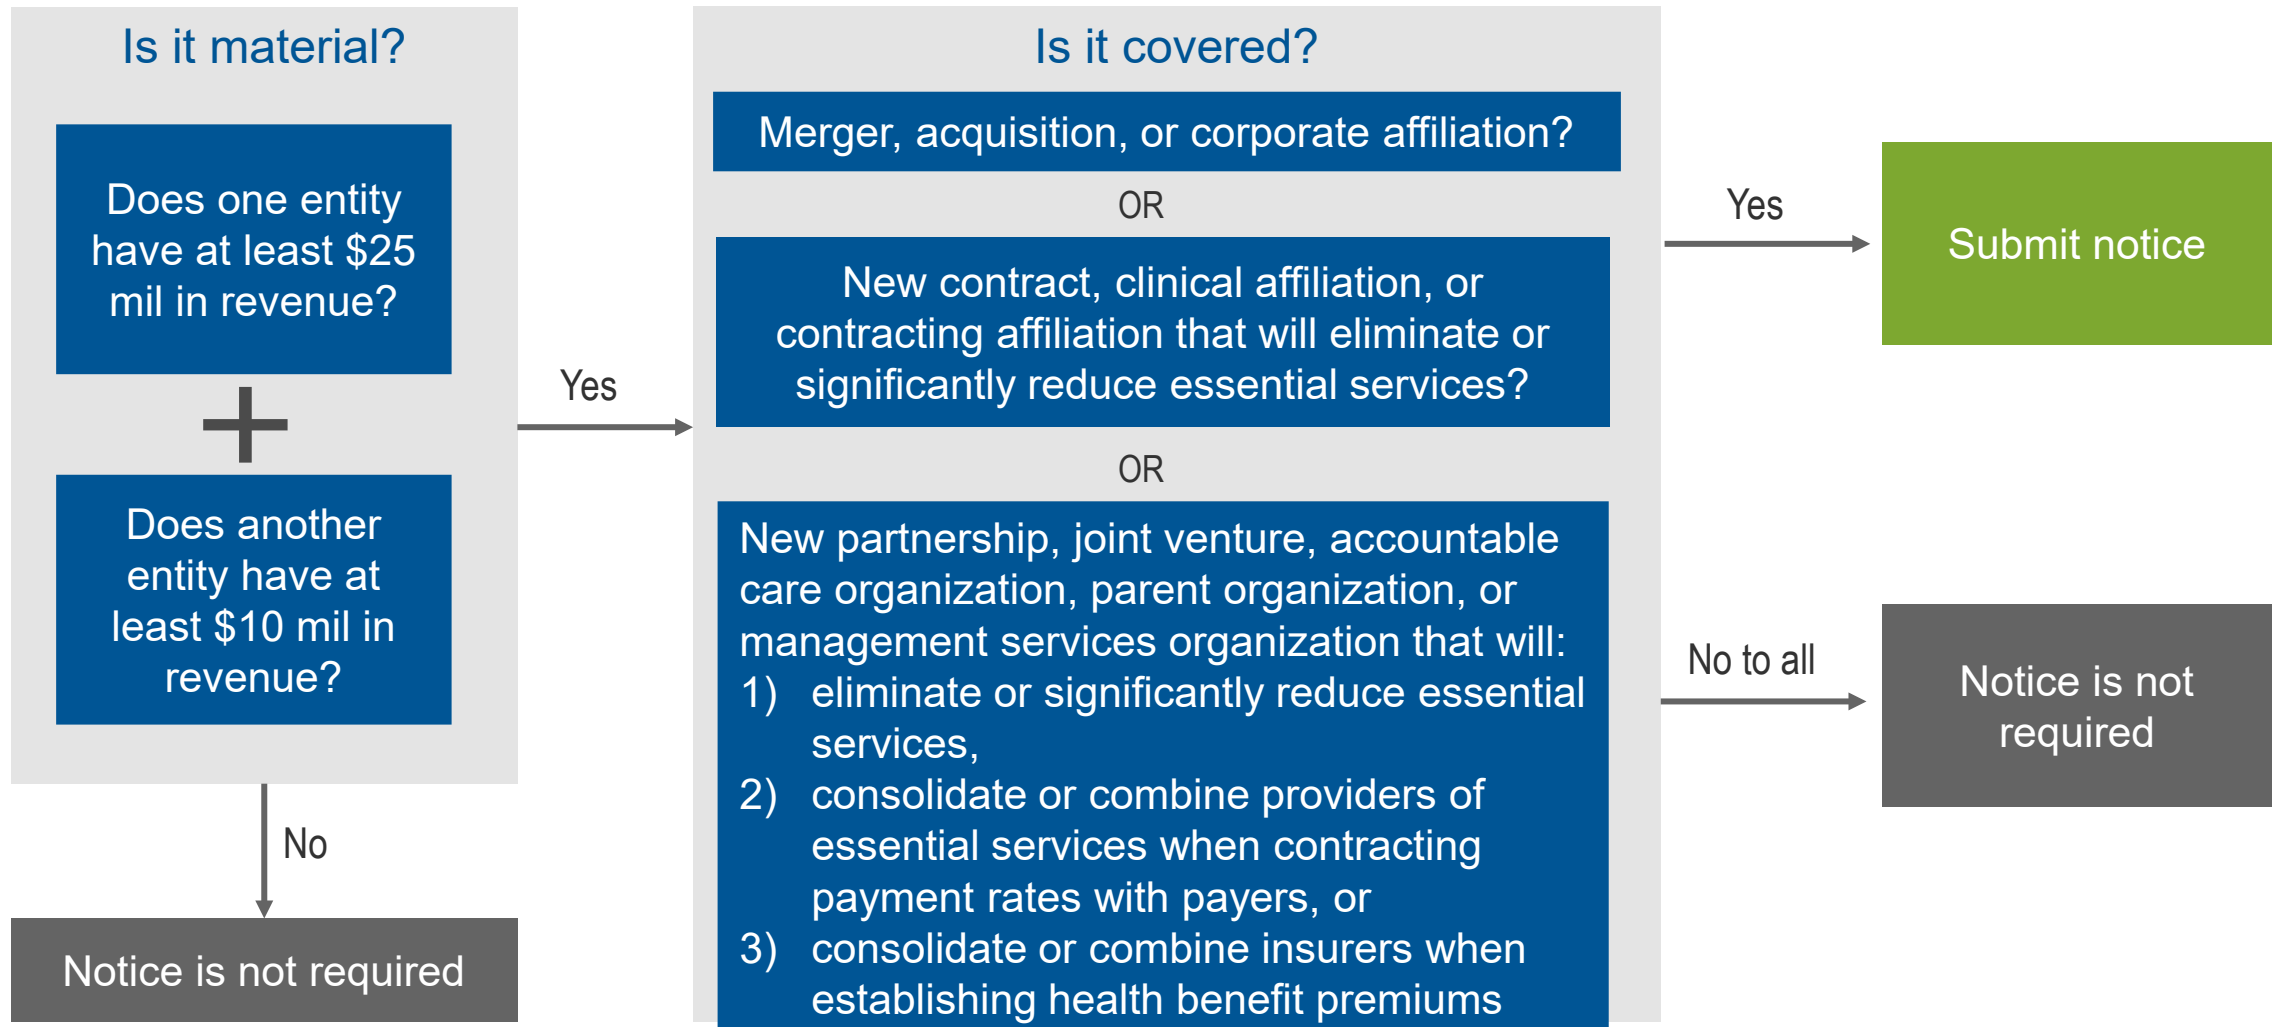 Is it material?
Does one entity
have at least $25
mil in revenue?
+
Does another
entity have at
least $10 mil in
revenue?
No
Notice is not required
Yes
Is it covered?
Merger, acquisition, or corporate affiliation?
OR
New contract, clinical affiliation, or
contracting affiliation that will eliminate or
significantly reduce essential services?
OR
New partnership, joint venture, accountable
care organization, parent organization, or
management services organization that will:
1) eliminate or significantly reduce essential
services,
2) consolidate or combine providers of
essential services when contracting
payment rates with payers, or
3) consolidate or combine insurers when
establishing health benefit premiums
Yes
Submit notice
No to all
Notice is not
required